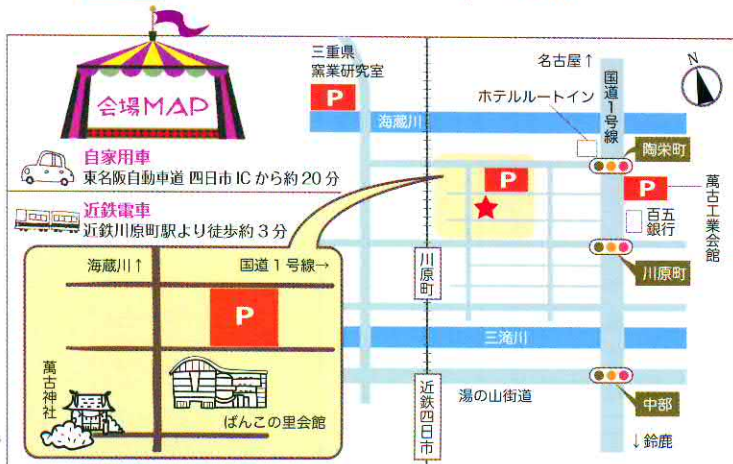 会場MAP
自家用車
東名阪自動車道 四日市ICから約20分
近鉄電車
近鉄川原町駅より徒歩約3分
海蔵川↑
国道1号線→
P
萬古神社
ばんこの里会館
三重県
窯業研究室
P
海蔵川
名古屋↑
国道1号線
N
ホテルルートイン
陶栄町
P
P
萬古工業会館
百五
銀行
川原町
川原町
三滝川
近鉄四日市
湯の山街道
中部
↓鈴鹿